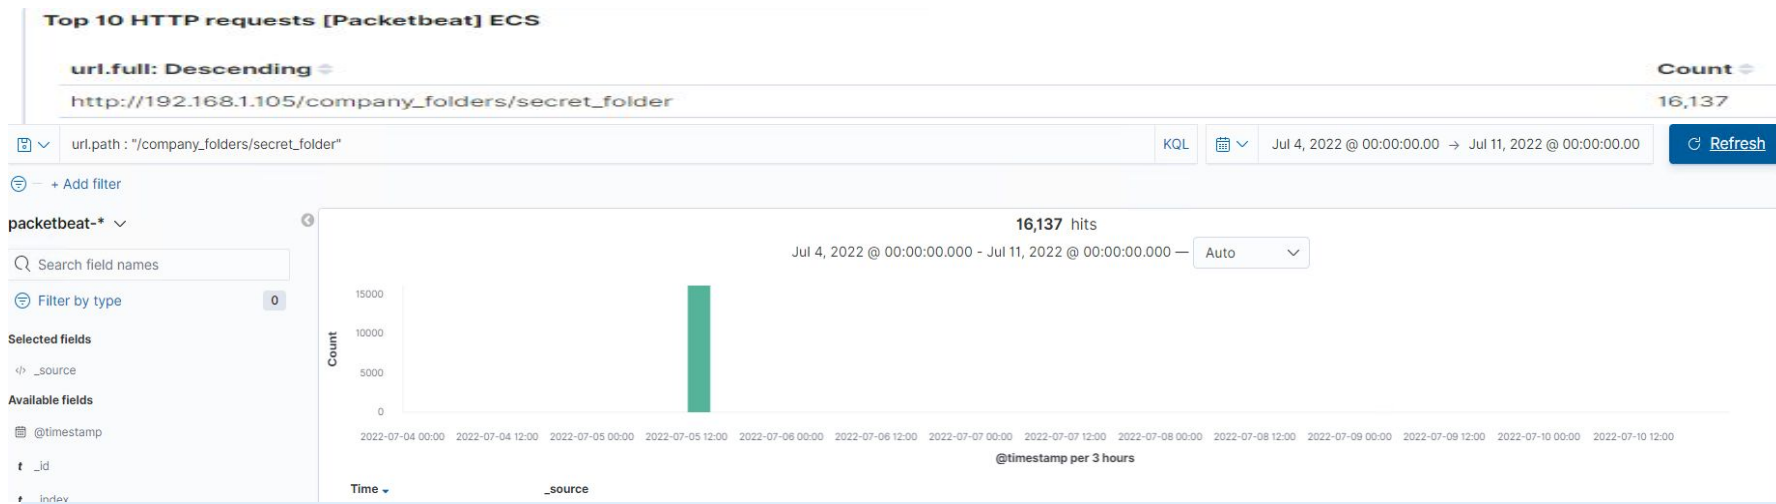 Top 10 HTTP requests [Packetbeat] ECS
url.full: Descending Count
http://192.168.1.105/company_folders/secret_folder 16,137
url.path : "/company_folders/secret_folder" KQL Jul 4, 2022 @ 00:00:00.00 → Jul 11, 2022 @ 00:00:00.00 Refresh
+ Add filter
packetbeat-*
Search field names
Filter by type 0
Selected fields
</> _source
Available fields
@timestamp
t _id
t _index
16,137 hits
Jul 4, 2022 @ 00:00:00.000 - Jul 11, 2022 @ 00:00:00.000 — Auto
15000
10000
5000
0
Count
2022-07-04 00:00 2022-07-04 12:00 2022-07-05 00:00 2022-07-05 12:00 2022-07-06 00:00 2022-07-06 12:00 2022-07-07 00:00 2022-07-07 12:00 2022-07-08 00:00 2022-07-08 12:00 2022-07-09 00:00 2022-07-09 12:00 2022-07-10 00:00 2022-07-10 12:00
@timestamp per 3 hours
Time _source